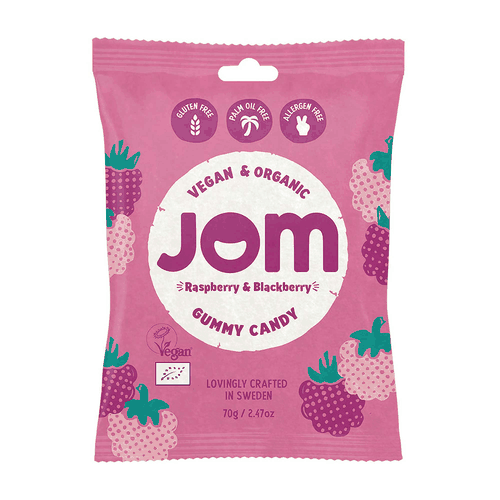 GLUTEN FREE
PALM OIL FREE
ALLERGEN FREE
VEGAN & ORGANIC
JOM
Raspberry & Blackberry
GUMMY CANDY
Vegan
LOVINGLY CRAFTED
IN SWEDEN
70g / 2.47oz